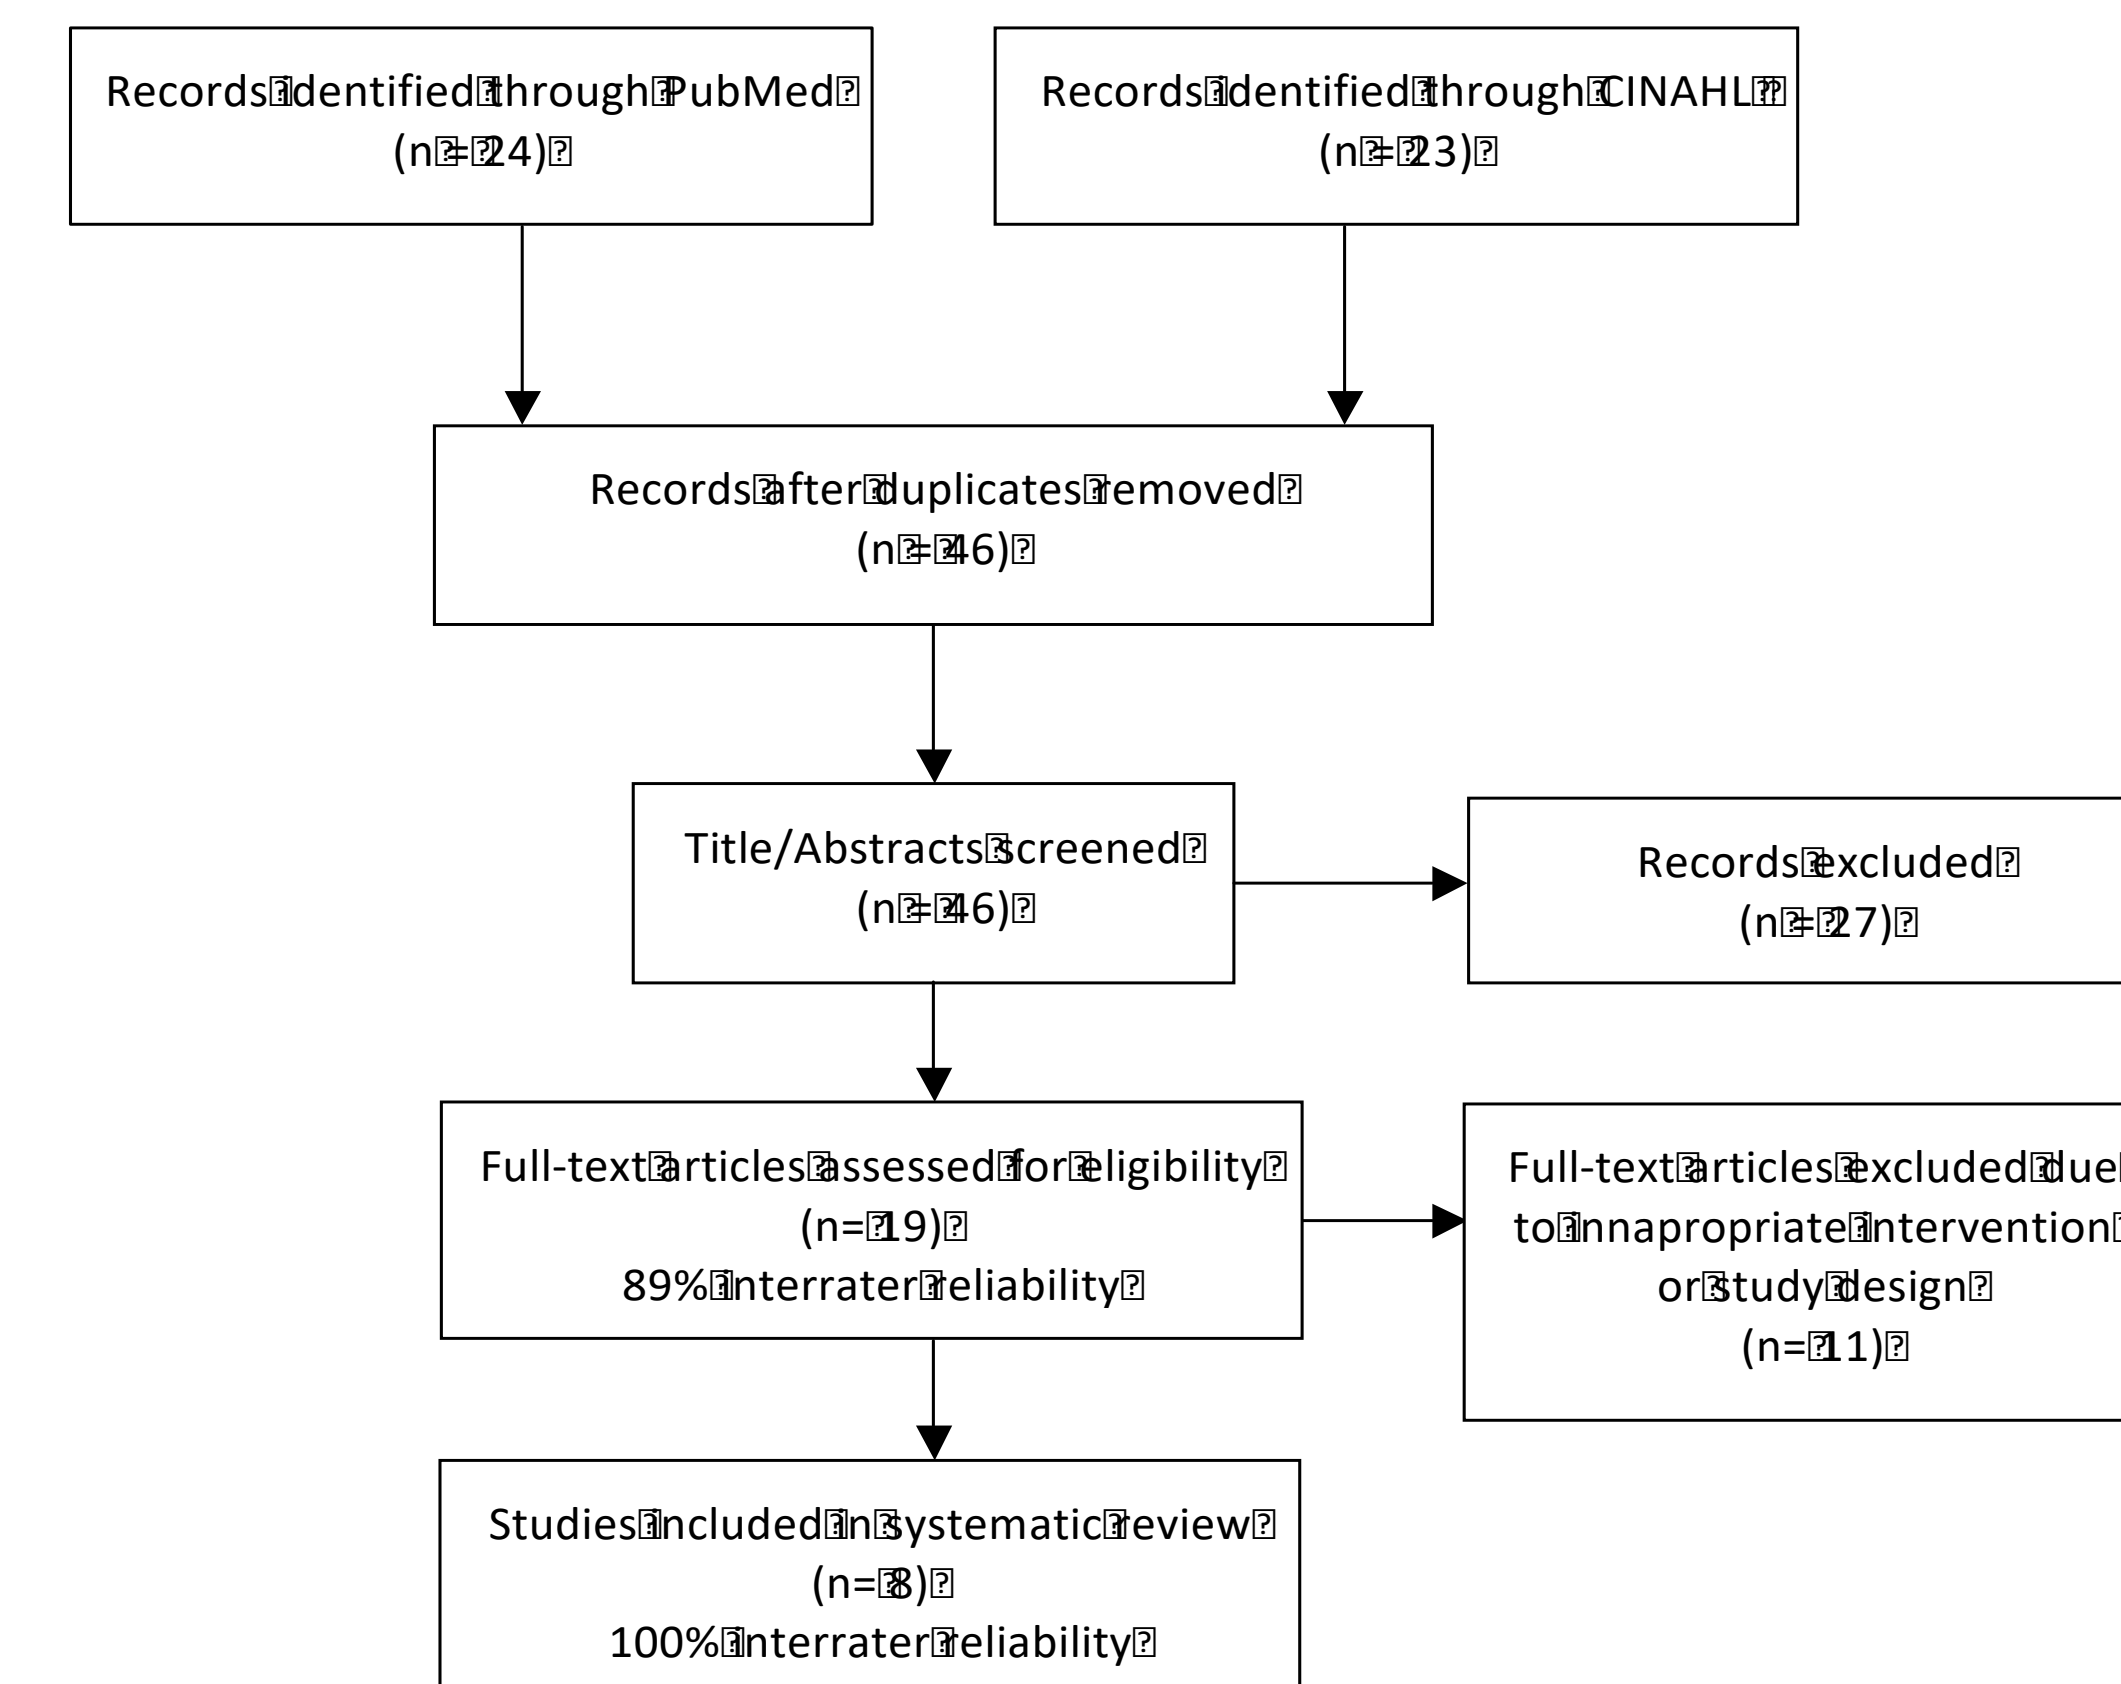 Records identified through PubMed
(n = 24)
Records identified through CINAHL
(n = 23)
Records after duplicates removed
(n = 46)
Title/Abstracts screened
(n = 46)
Records excluded
(n = 27)
Full-text articles assessed for eligibility
(n= 19)
89% interrater reliability
Full-text articles excluded due
to innapropriate intervention
or study design
(n= 11)
Studies included in systematic review
(n= 8)
100% interrater reliability